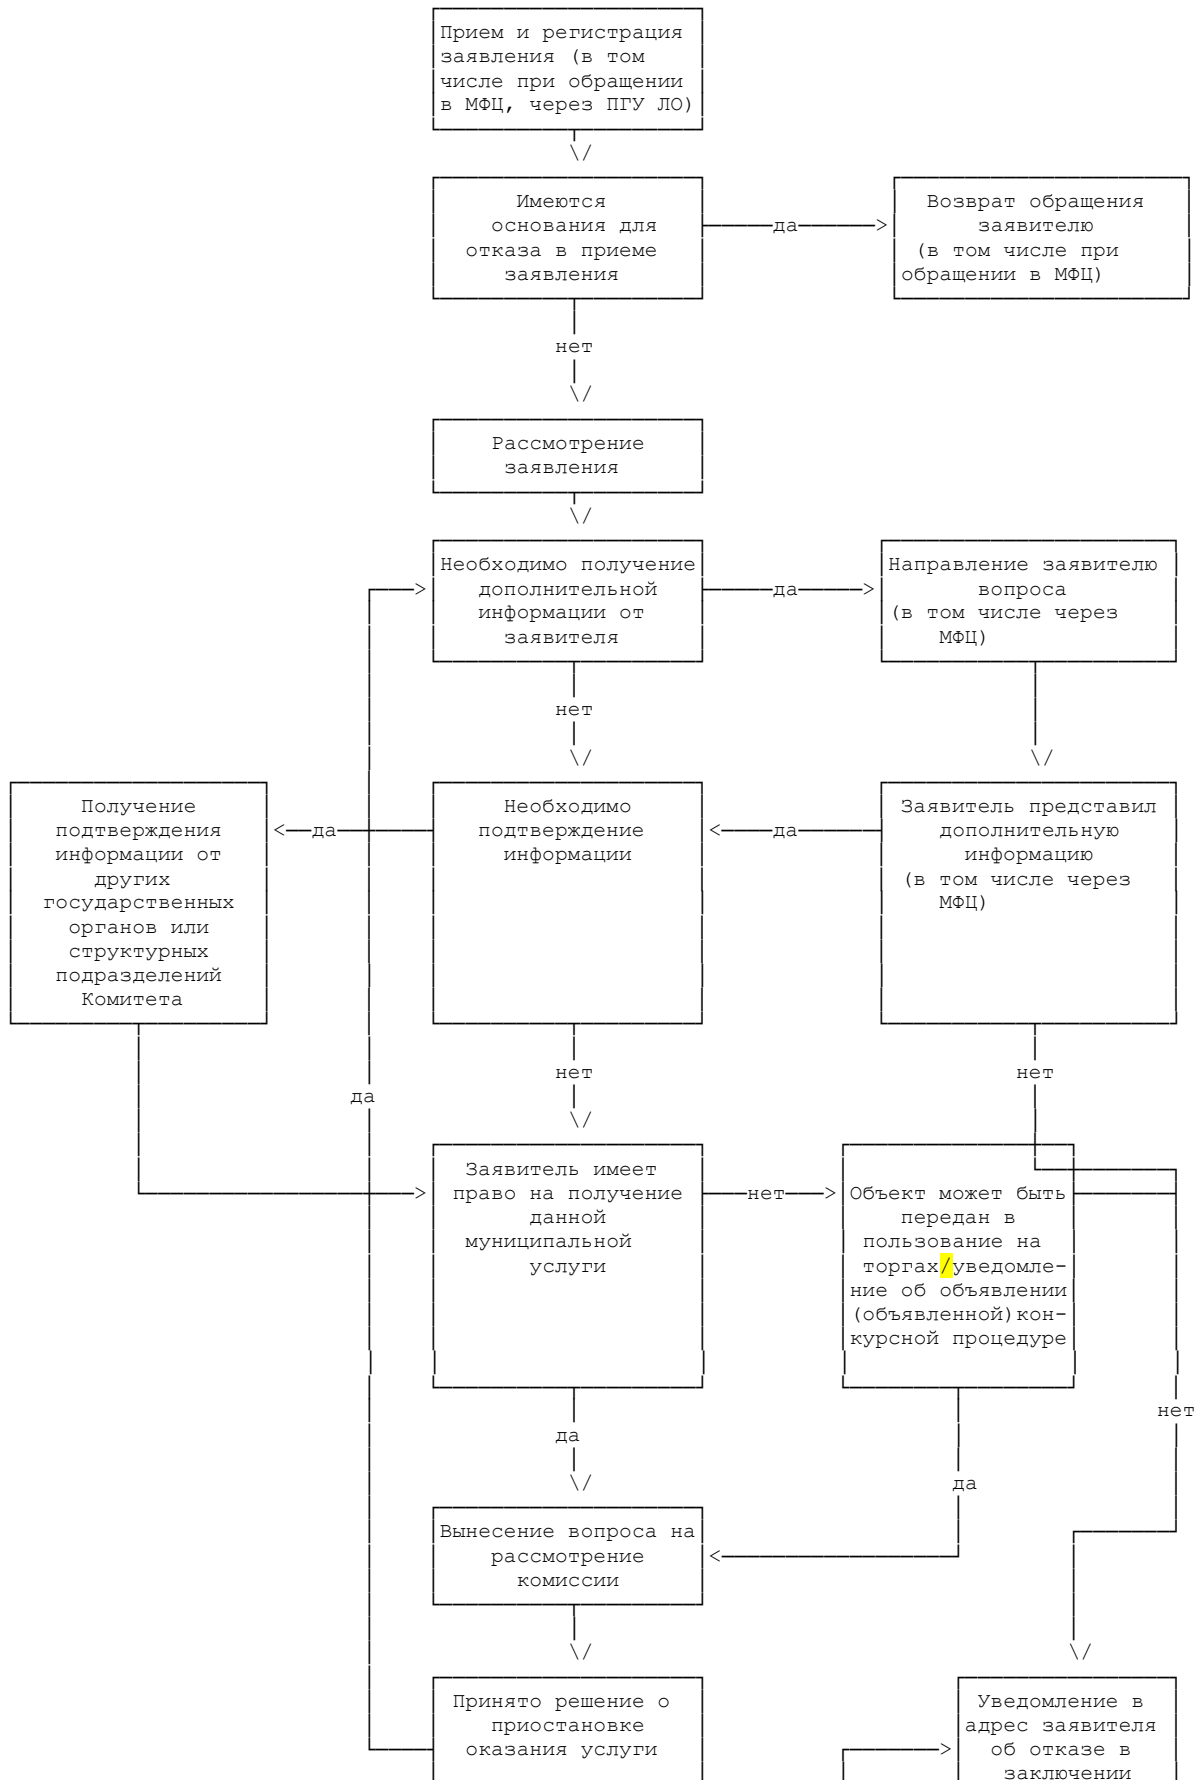 Прием и регистрация
заявления (в том
числе при обращении
в МФЦ, через ПГУ ЛО)
Имеются
основания для
отказа в приеме
заявления
да
Возврат обращения
заявителю
(в том числе при
обращении в МФЦ)
нет
Рассмотрение
заявления
Необходимо получение
дополнительной
информации от
заявителя
да
Направление заявителю
вопроса
(в том числе через
МФЦ)
нет
Получение
подтверждения
информации от
других
государственных
органов или
структурных
подразделений
Комитета
да
Необходимо
подтверждение
информации
да
Заявитель представил
дополнительную
информацию
(в том числе через
МФЦ)
нет
нет
да
Заявитель имеет
право на получение
данной
муниципальной
услуги
нет
Объект может быть
передан в
пользование на
торгах/уведомле-
ние об объявлении
(объявленной)кон-
курсной процедуре
нет
да
да
Вынесение вопроса на
рассмотрение
комиссии
Принято решение о
приостановке
оказания услуги
Уведомление в
адрес заявителя
об отказе в
заключении